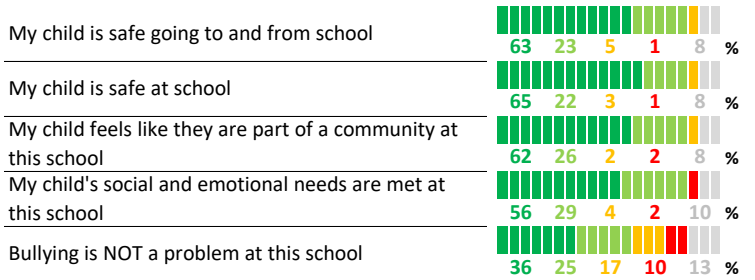 My child is safe going to and from school
63 23 5 1 8 %
My child is safe at school
65 22 3 1 8 %
My child feels like they are part of a community at
this school
62 26 2 2 8 %
My child's social and emotional needs are met at
this school
56 29 4 2 10 %
Bullying is NOT a problem at this school
36 25 17 10 13 %